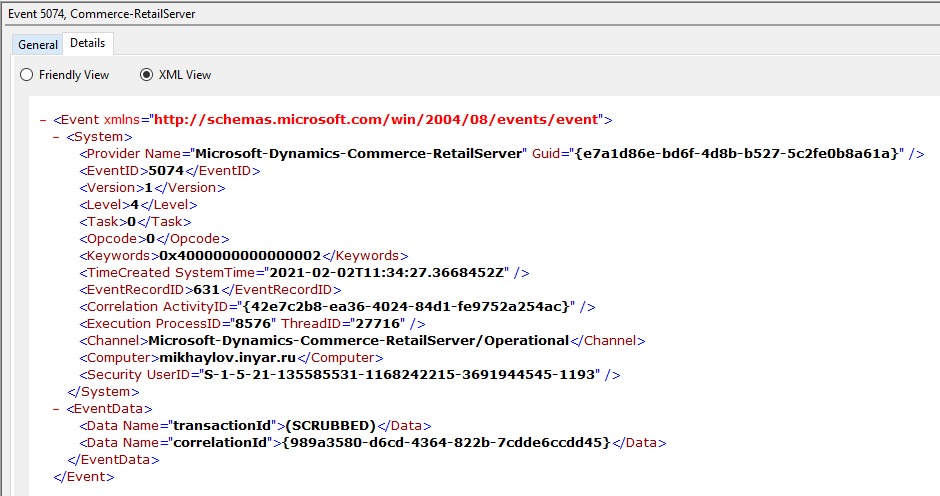 Event 5074, Commerce-RetailServer
General Details
Friendly View XML View
- <Event xmlns="http://schemas.microsoft.com/win/2004/08/events/event">
- <System>
<Provider Name="Microsoft-Dynamics-Commerce-RetailServer" Guid="{e7a1d86e-bd6f-4d8b-b527-5c2fe0b8a61a}" />
<EventID>5074</EventID>
<Version>1</Version>
<Level>4</Level>
<Task>0</Task>
<Opcode>0</Opcode>
<Keywords>0x4000000000000002</Keywords>
<TimeCreated SystemTime="2021-02-02T11:34:27.3668452Z" />
<EventRecordID>631</EventRecordID>
<Correlation ActivityID="{42e7c2b8-ea36-4024-84d1-fe9752a254ac}" />
<Execution ProcessID="8576" ThreadID="27716" />
<Channel>Microsoft-Dynamics-Commerce-RetailServer/Operational</Channel>
<Computer>mikhaylov.inyar.ru</Computer>
<Security UserID="S-1-5-21-135585531-1168242215-3691944545-1193" />
</System>
- <EventData>
<Data Name="transactionId">(SCRUBBED)</Data>
<Data Name="correlationId">{989a3580-d6cd-4364-822b-7cdde6ccdd45}</Data>
</EventData>
</Event>